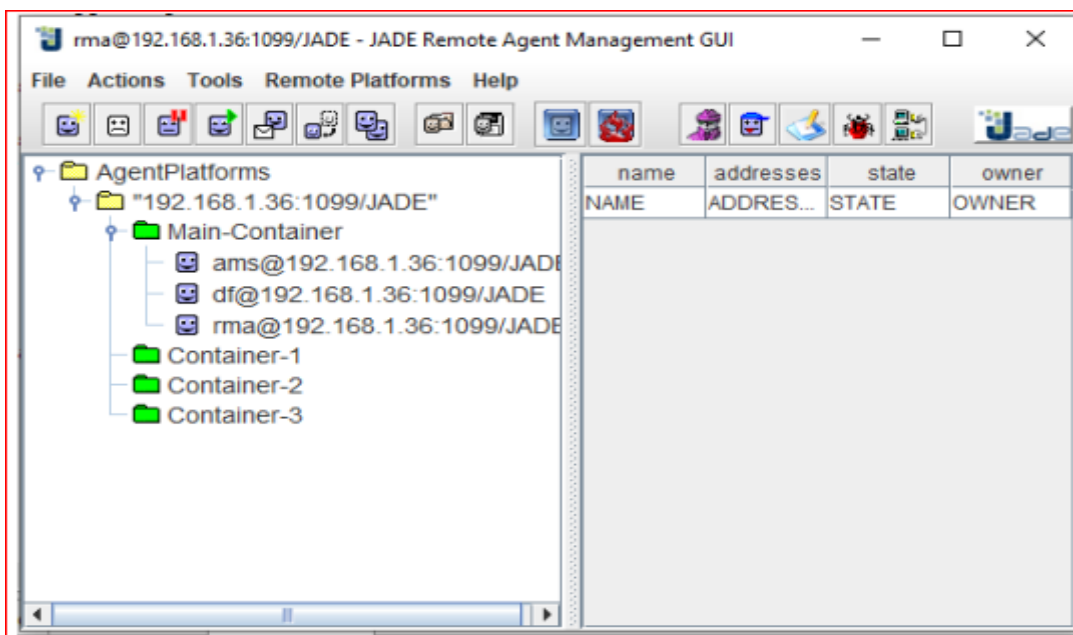 rma@192.168.1.36:1099/JADE - JADE Remote Agent Management GUI
File Actions Tools Remote Platforms Help
Jade
AgentPlatforms
"192.168.1.36:1099/JADE"
Main-Container
ams@192.168.1.36:1099/JADE
df@192.168.1.36:1099/JADE
rma@192.168.1.36:1099/JADE
Container-1
Container-2
Container-3
name addresses state owner
NAME ADDRES... STATE OWNER